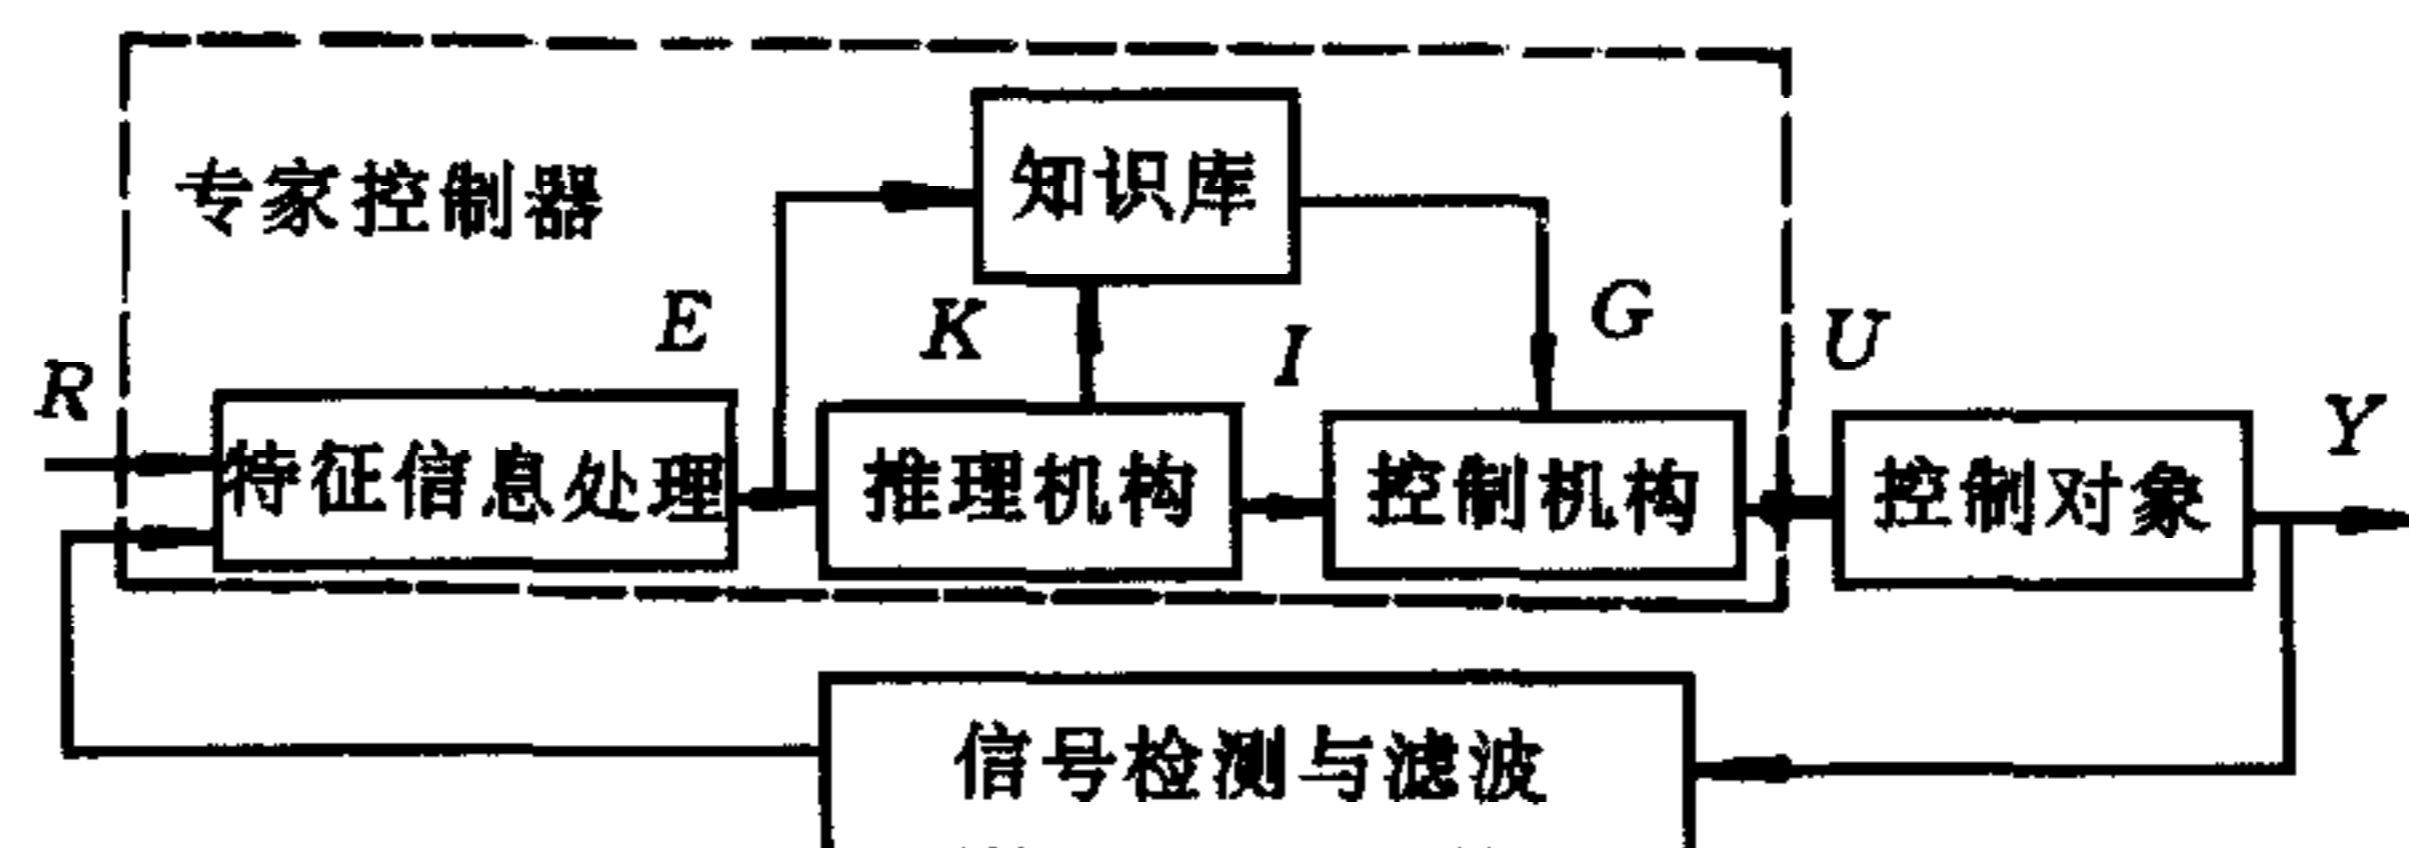 知识库
专家控制器
E
K
I
G
U
R
Y
特征信息处理
推理机构
控制机构
控制对象
信号检测与滤波